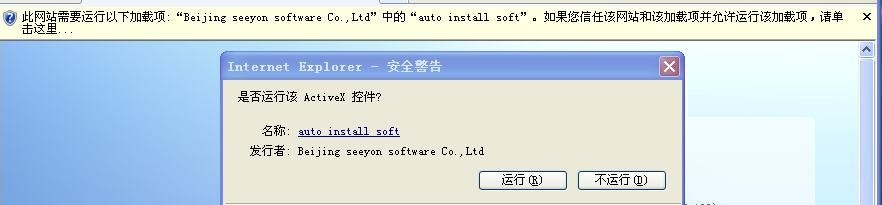 此网站需要运行以下加载项:“Beijing seeyon software Co.,Ltd”中的“auto install soft”。如果您信任该网站和该加载项并允许运行该加载项，请单
击这里...
Internet Explorer - 安全警告
是否运行该 ActiveX 控件?
名称: auto install soft
发行者: Beijing seeyon software Co.,Ltd
运行(R) 不运行(D)